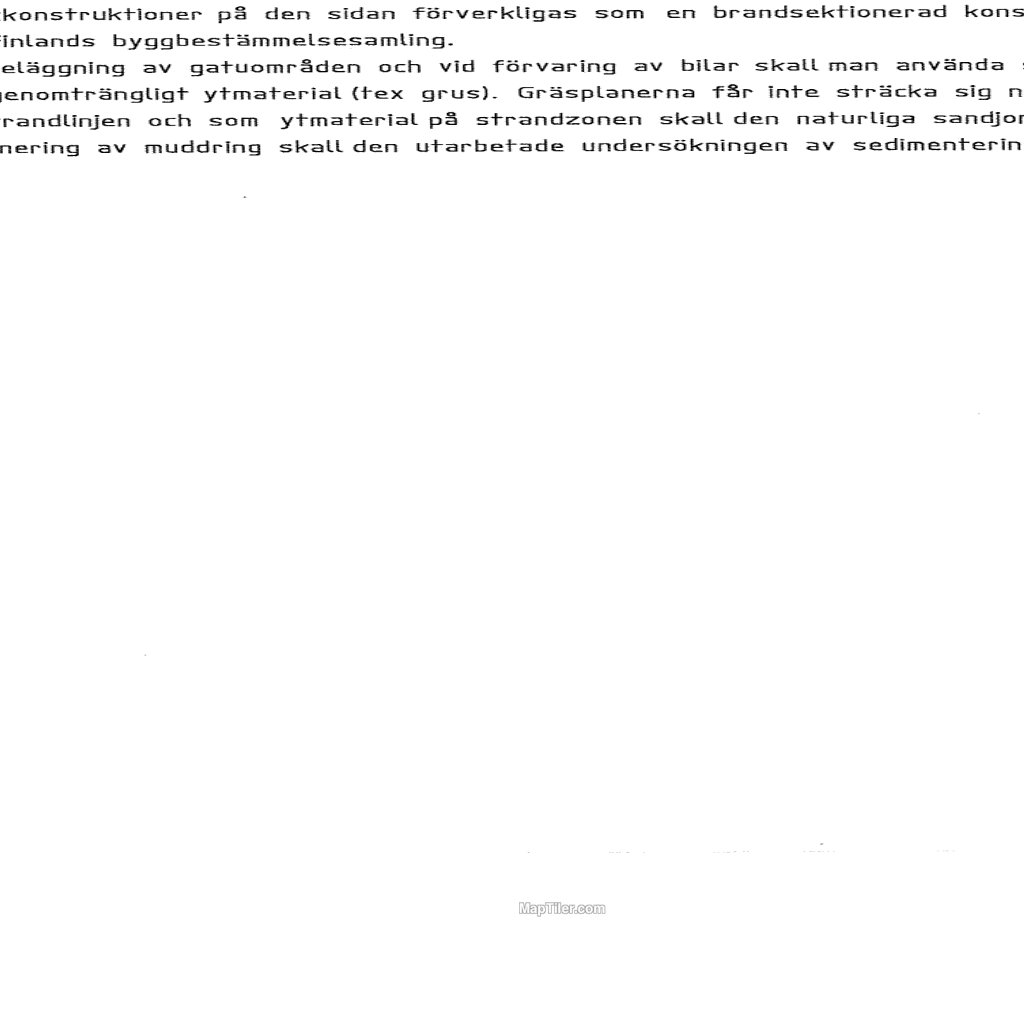 konstruktioner på den sidan förverkligas som en brandsektionerad kons
Finlands byggbestämmelsesamling.
eläggning av gatuområden och vid förvaring av bilar skall man använda
genomträngligt ytmaterial (tex grus). Gräsplanerna får inte sträcka sig n
randlinjen och som ytmaterial på strandzonen skall den naturliga sandjor
nering av muddring skall den utarbetade undersökningen av sedimenterin
MapTiler.com